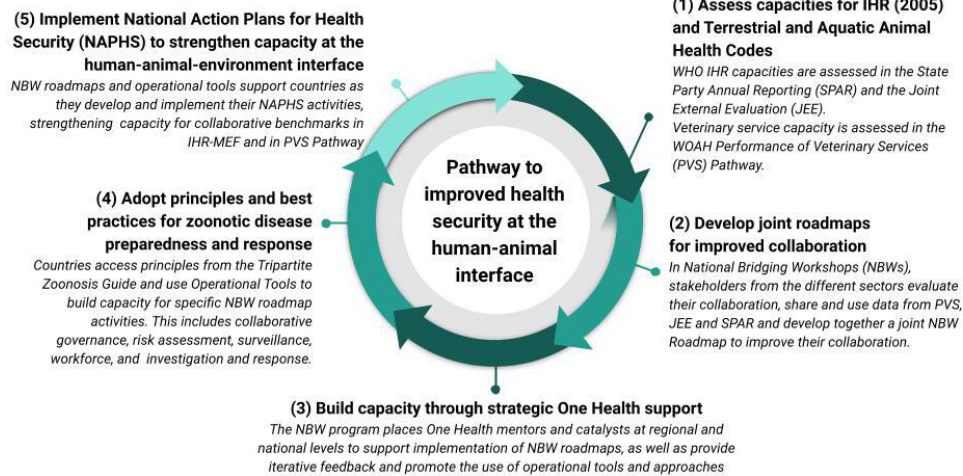 (1) Assess capacities for IHR (2005)
and Terrestrial and Aquatic Animal
Health Codes
WHO IHR capacities are assessed in the State
Party Annual Reporting (SPAR) and the Joint
External Evaluation (JEE).
Veterinary service capacity is assessed in the
WOAH Performance of Veterinary Services
(PVS) Pathway.
(2) Develop joint roadmaps
for improved collaboration
In National Bridging Workshops (NBWs),
stakeholders from the different sectors evaluate
their collaboration, share and use data from PVS,
JEE and SPAR and develop together a joint NBW
Roadmap to improve their collaboration.
(3) Build capacity through strategic One Health support
The NBW program places One Health mentors and catalysts at regional and
national levels to support implementation of NBW roadmaps, as well as provide
iterative feedback and promote the use of operational tools and approaches
(4) Adopt principles and best
practices for zoonotic disease
preparedness and response
Countries access principles from the Tripartite
Zoonosis Guide and use Operational Tools to
build capacity for specific NBW roadmap
activities. This includes collaborative
governance, risk assessment, surveillance,
workforce, and investigation and response.
(5) Implement National Action Plans for Health
Security (NAPHS) to strengthen capacity at the
human-animal-environment interface
NBW roadmaps and operational tools support countries as
they develop and implement their NAPHS activities,
strengthening capacity for collaborative benchmarks in
IHR-MEF and in PVS Pathway
Pathway to
improved health
security at the
human-animal
interface